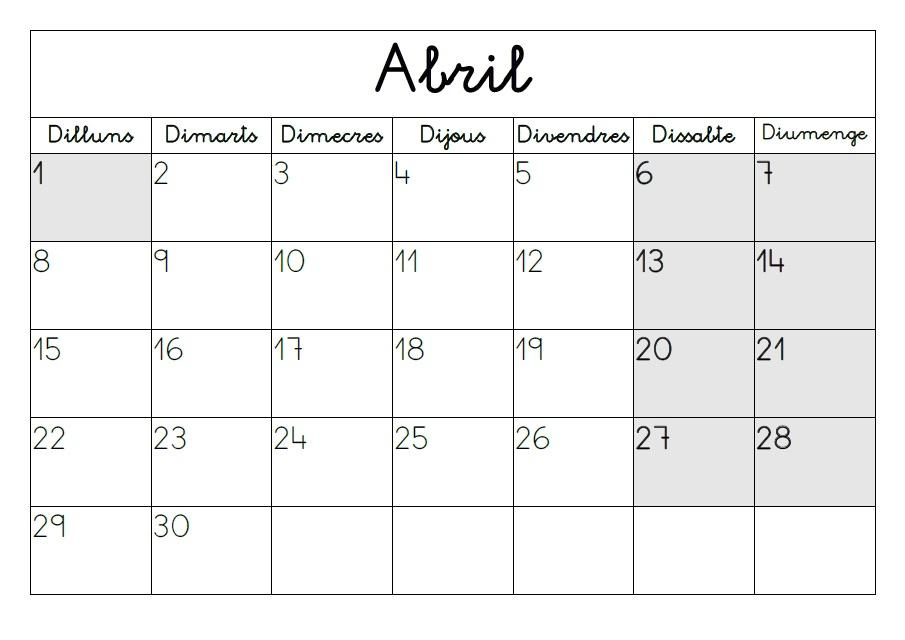 Abril
Dilluns Dimarts Dimecres Dijous Divendres Dissabte Diumenge
1 2 3 4 5 6 7
8 9 10 11 12 13 14
15 16 17 18 19 20 21
22 23 24 25 26 27 28
29 30